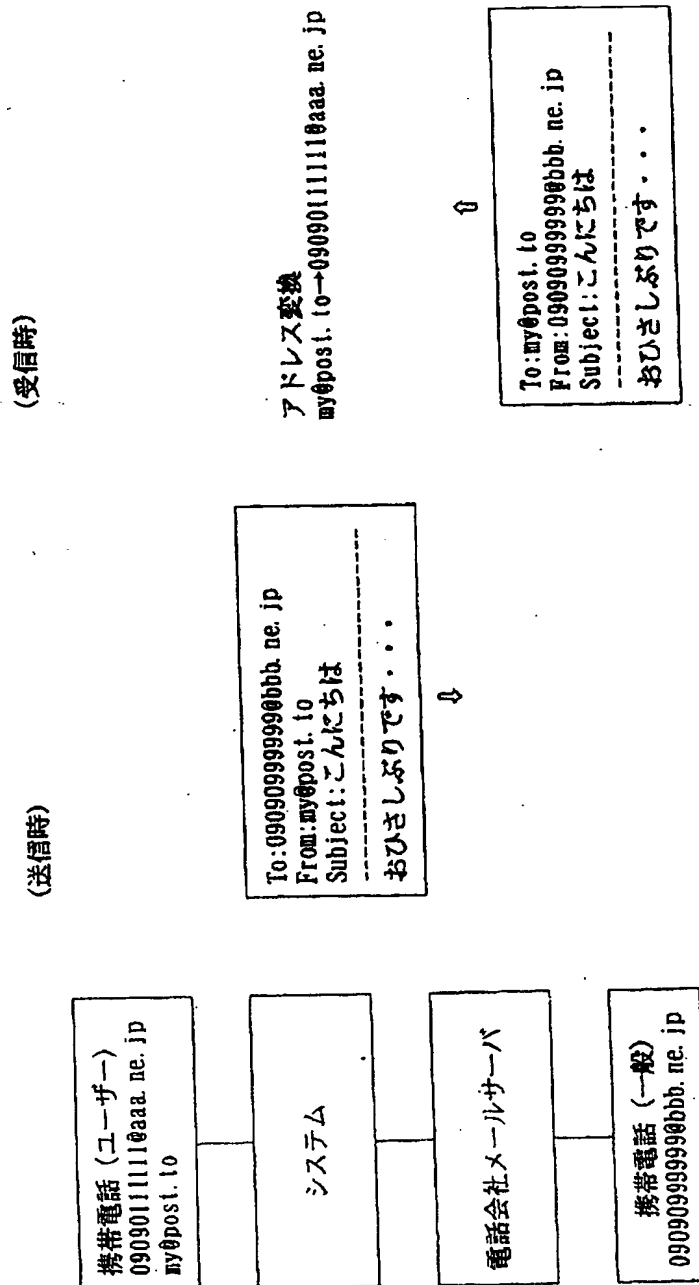 携帯電話（ユーザー）
09090111111@aaa.ne.jp
my@post.to
システム
電話会社メールサーバ
携帯電話（一般）
09090999999@bbb.ne.jp
(送信時)
To:09090999999@bbb.ne.jp
From:my@post.to
Subject:こんにちは
--------------------
おひさしぶりです・・・
⇩
(受信時)
アドレス変換
my@post.to→09090111111@aaa.ne.jp
⇧
To:my@post.to
From:09090999999@bbb.ne.jp
Subject:こんにちは
--------------------
おひさしぶりです・・・